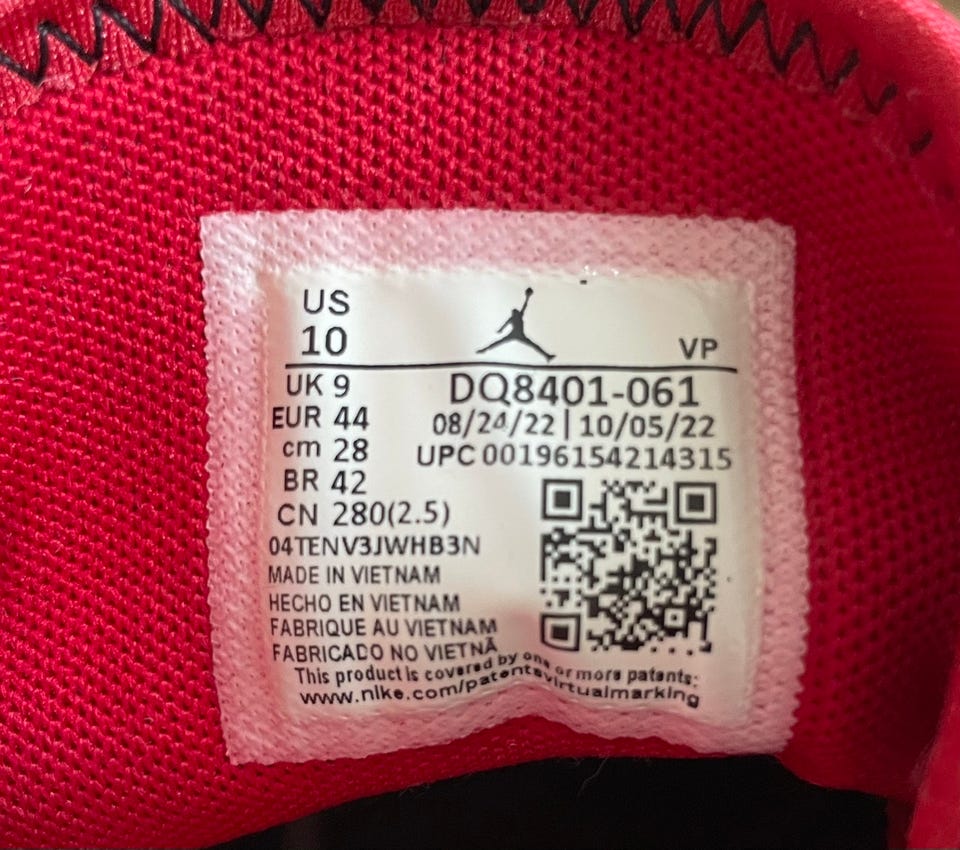 US
10
VP
UK 9
EUR 44
cm 28
BR 42
CN 280(2.5)
DQ8401-061
08/24/22 | 10/05/22
UPC 00196154214315
04TENV3JWHB3N
MADE IN VIETNAM
HECHO EN VIETNAM
FABRIQUE AU VIETNAM
FABRICADO NO VIETNÃ
This product is covered by one or more patents:
www.nike.com/patentsvirtualmarking